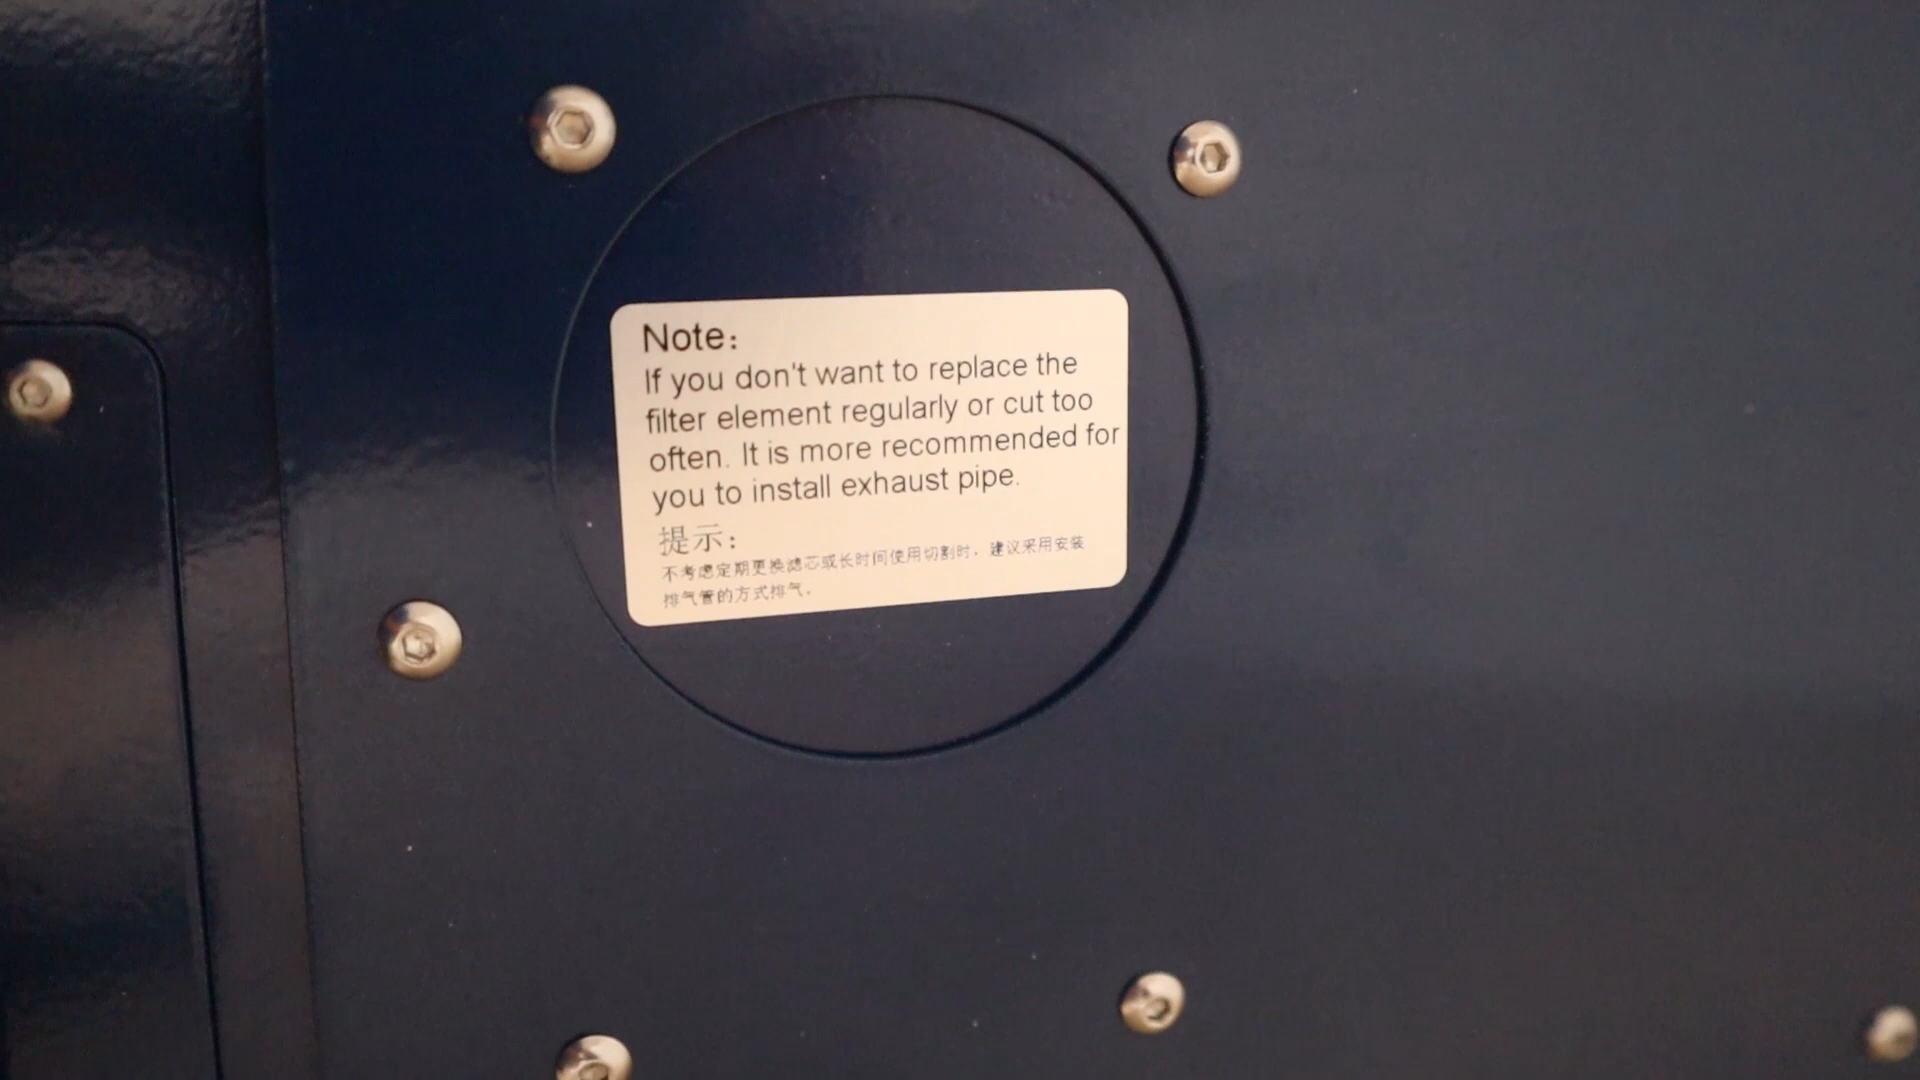 Note:
If you don't want to replace the
filter element regularly or cut too
often. It is more recommended for
you to install exhaust pipe.
提示:
不考虑定期更换滤芯或长时间使用切割时，建议采用安装
排气管的方式排气。